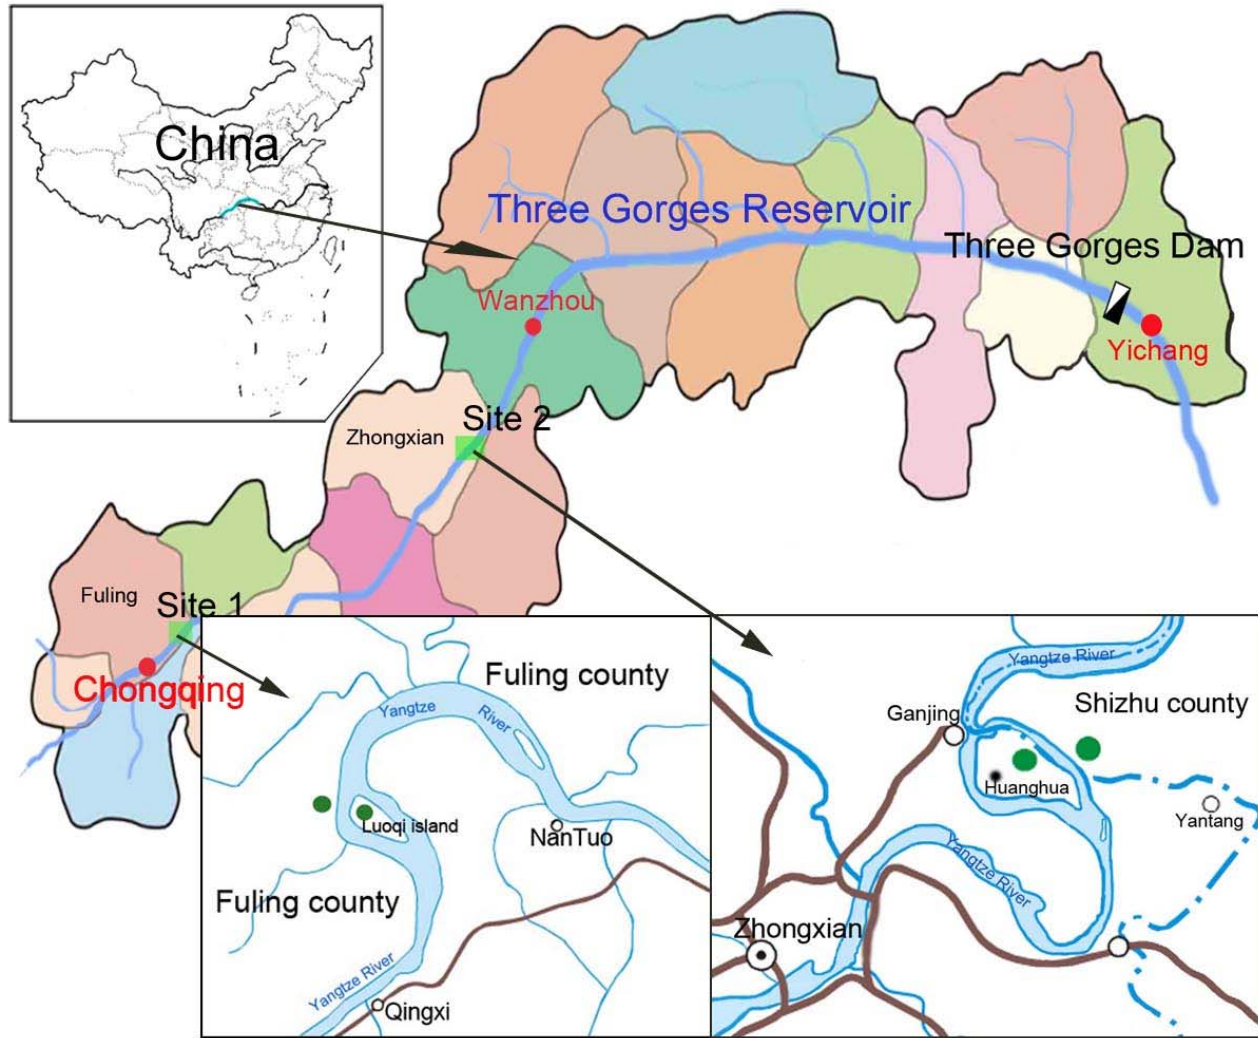 China
Three Gorges Reservoir
Three Gorges Dam
Wanzhou
Yichang
Site 2
Zhongxian
Fuling
Site 1
Chongqing
Fuling county
Yangtze River
Luoqi island
NanTuo
Fuling county
Yangtze River
Qingxi
Yangtze River
Shizhu county
Ganjing
Huanghua
Yantang
Yangtze River
Zhongxian